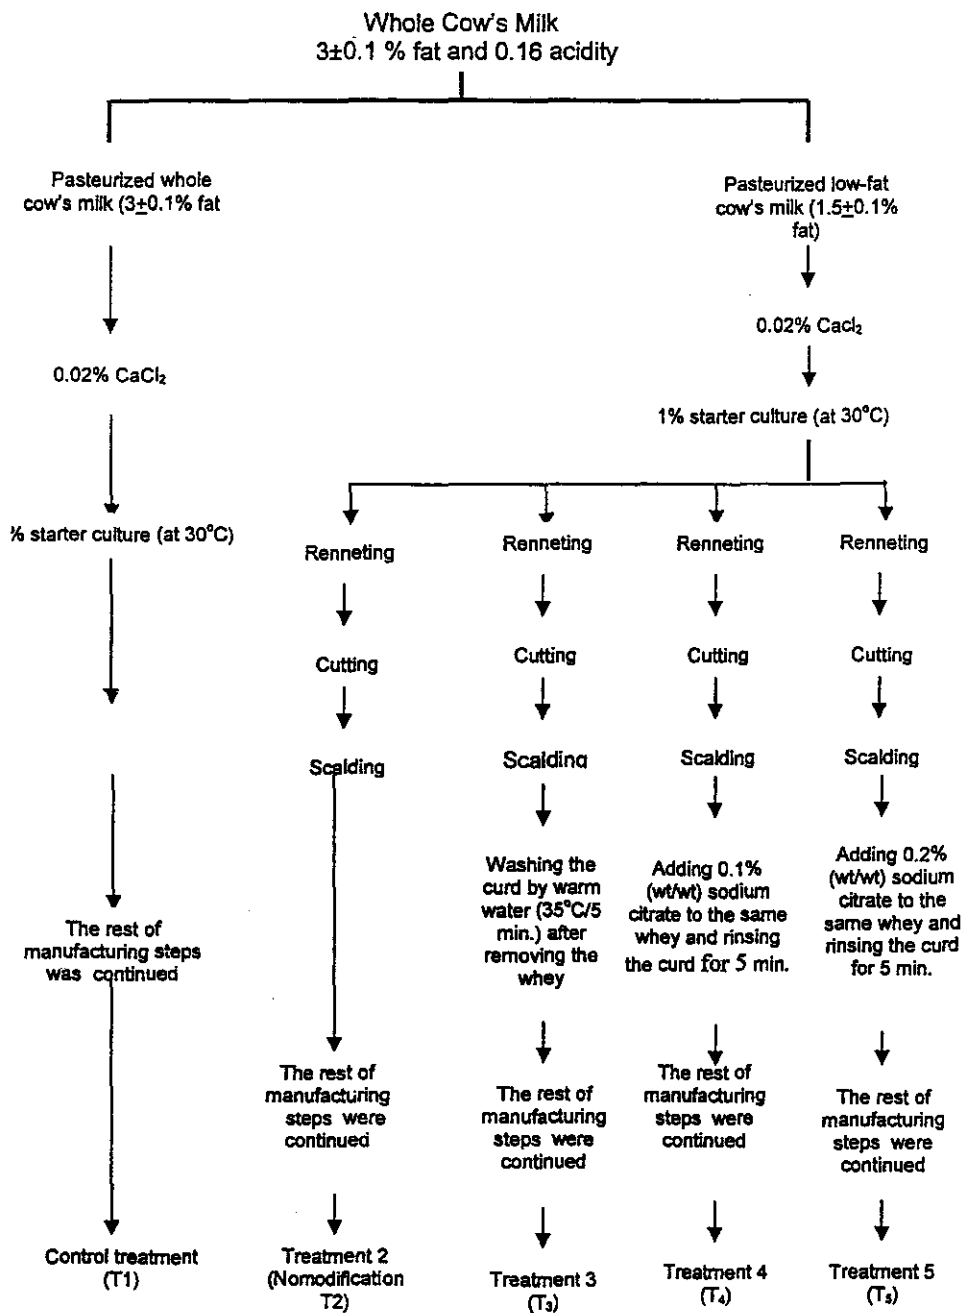 Whole Cow's Milk
3±0.1 % fat and 0.16 acidity
Pasteurized whole
cow's milk (3±0.1% fat
0.02% CaCl₂
% starter culture (at 30°C)
The rest of
manufacturing steps
was continued
Control treatment
(T1)
Pasteurized low-fat
cow's milk (1.5±0.1%
fat)
0.02% Cacl₂
1% starter culture (at 30°C)
Renneting
Cutting
Scalding
The rest of
manufacturing
steps were
continued
Treatment 2
(Nomodification
T2)
Renneting
Cutting
Scalding
Washing the
curd by warm
water (35°C/5
min.) after
removing the
whey
The rest of
manufacturing
steps were
continued
Treatment 3
(T₃)
Renneting
Cutting
Scalding
Adding 0.1%
(wt/wt) sodium
citrate to the same
whey and rinsing
the curd for 5 min.
The rest of
manufacturing
steps were
continued
Treatment 4
(T₄)
Renneting
Cutting
Scalding
Adding 0.2%
(wt/wt) sodium
citrate to the
same whey and
rinsing the curd
for 5 min.
The rest of
manufacturing
steps were
continued
Treatment 5
(T₅)